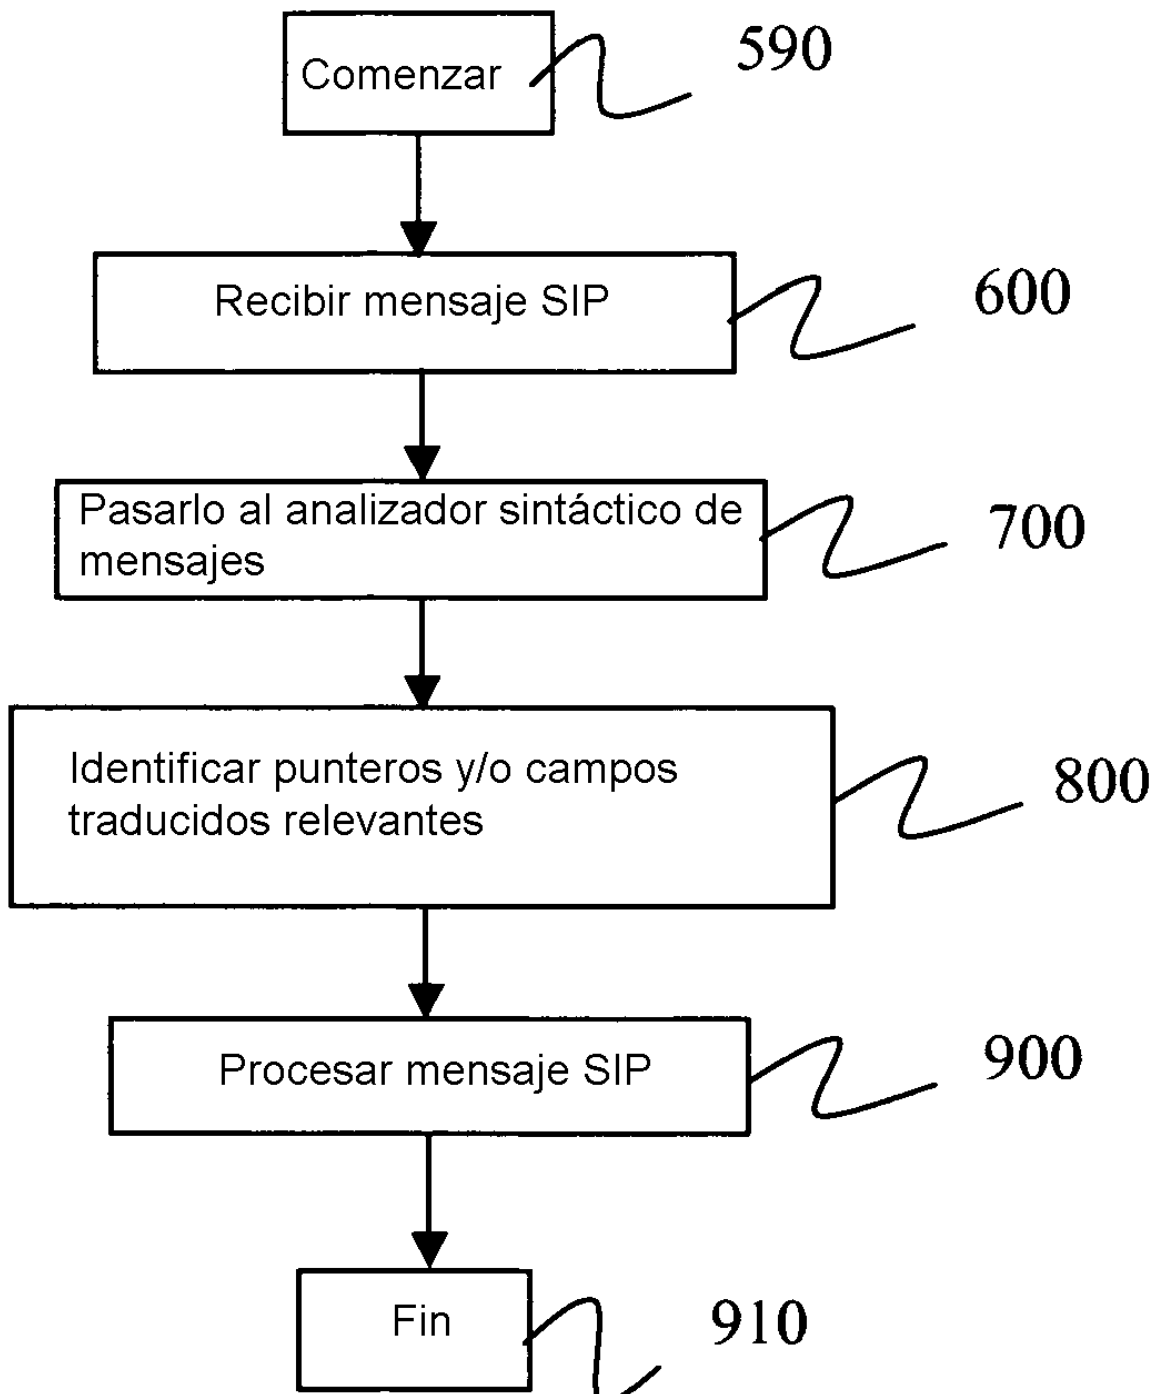 Comenzar
590
Recibir mensaje SIP
600
Pasarlo al analizador sintáctico de
mensajes
700
Identificar punteros y/o campos
traducidos relevantes
800
Procesar mensaje SIP
900
Fin
910